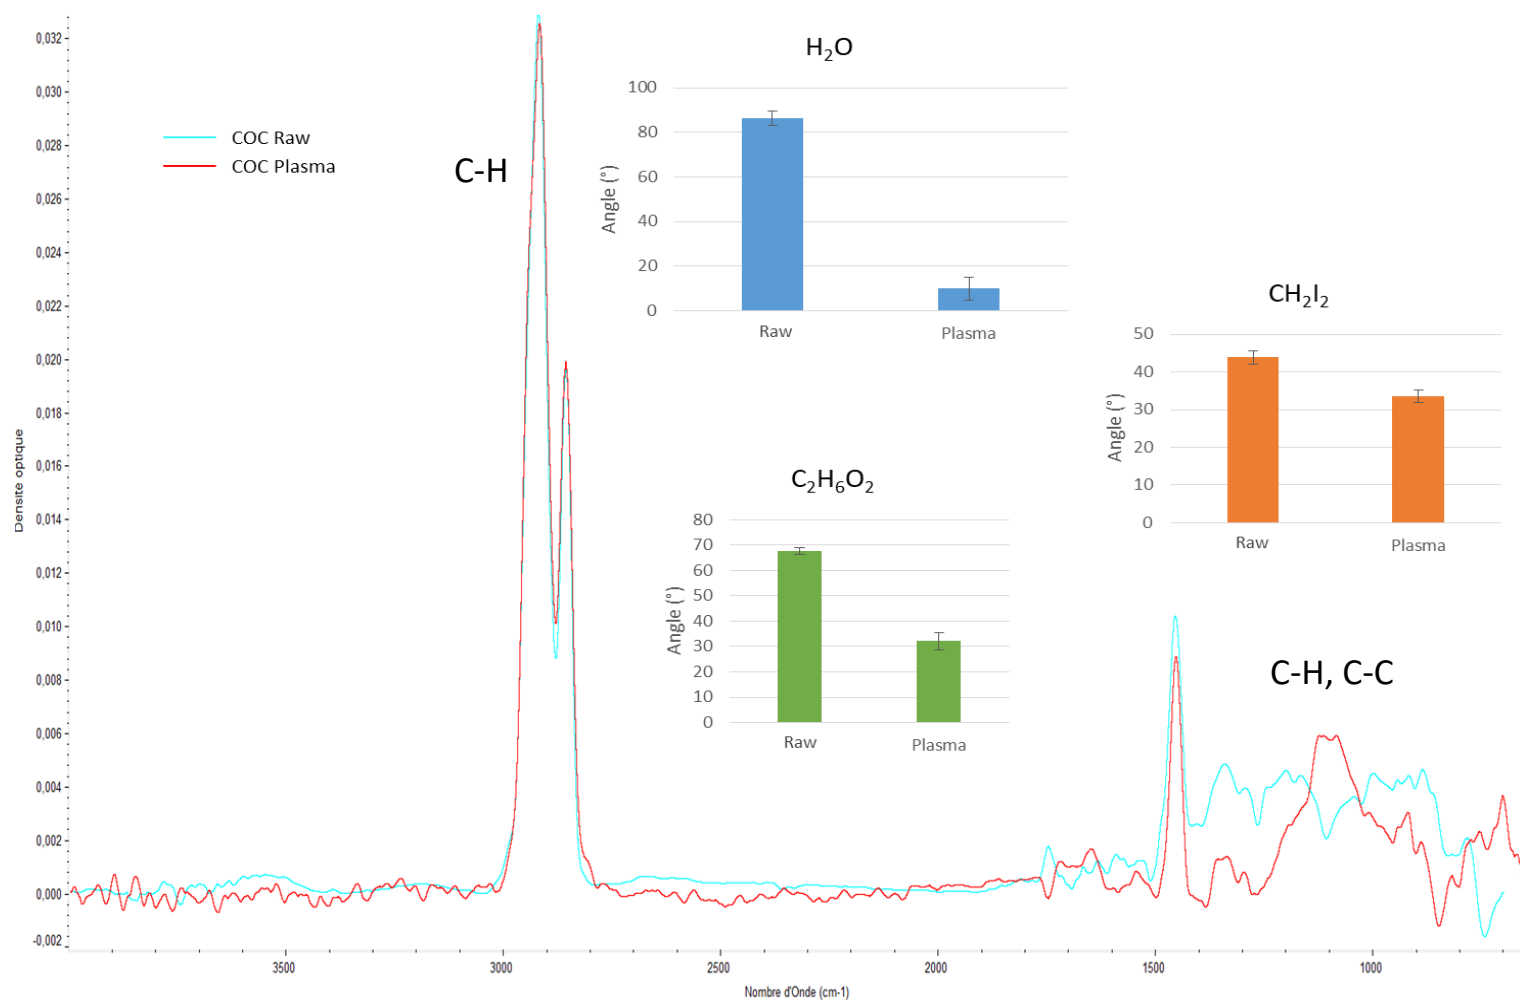 COC Raw
COC Plasma
C-H
H₂O
Angle (°)
100
80
60
40
20
0
Raw
Plasma
CH₂I₂
Angle (°)
50
40
30
20
10
0
Raw
Plasma
C₂H₆O₂
Angle (°)
80
70
60
50
40
30
20
10
0
Raw
Plasma
C-H, C-C
Densite optique
0,032
0,030
0,028
0,026
0,024
0,022
0,020
0,018
0,016
0,014
0,012
0,010
0,008
0,006
0,004
0,002
0,000
-0,002
3500
3000
2500
2000
1500
1000
Nombre d'Onde (cm-1)